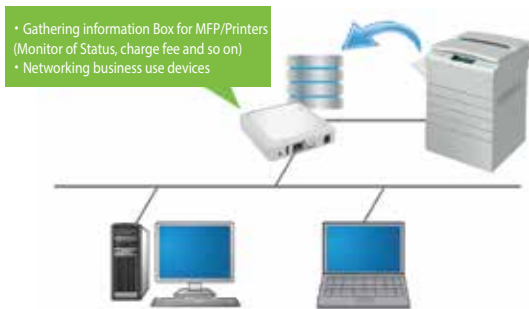 ・Gathering information Box for MFP/Printers
(Monitor of Status, charge fee and so on)
・Networking business use devices